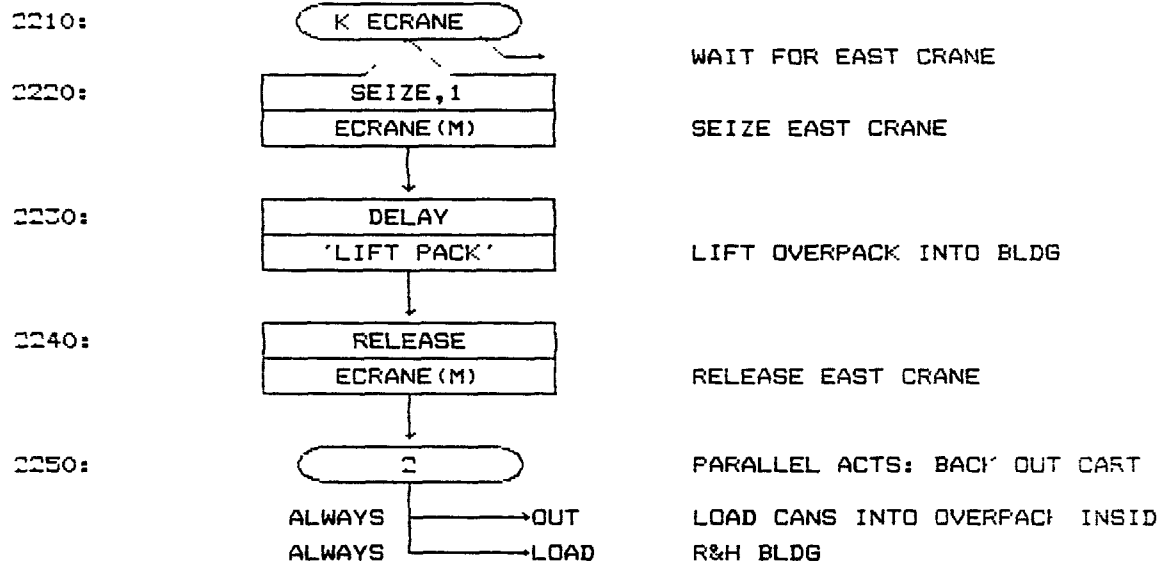 2210: K ECRANE
WAIT FOR EAST CRANE
2220: SEIZE,1
ECRANE(M) SEIZE EAST CRANE
2230: DELAY
'LIFT PACK' LIFT OVERPACK INTO BLDG
2240: RELEASE
ECRANE(M) RELEASE EAST CRANE
2250: 2 PARALLEL ACTS: BACK OUT CART
ALWAYS OUT LOAD CANS INTO OVERPACK INSID
ALWAYS LOAD R&H BLDG